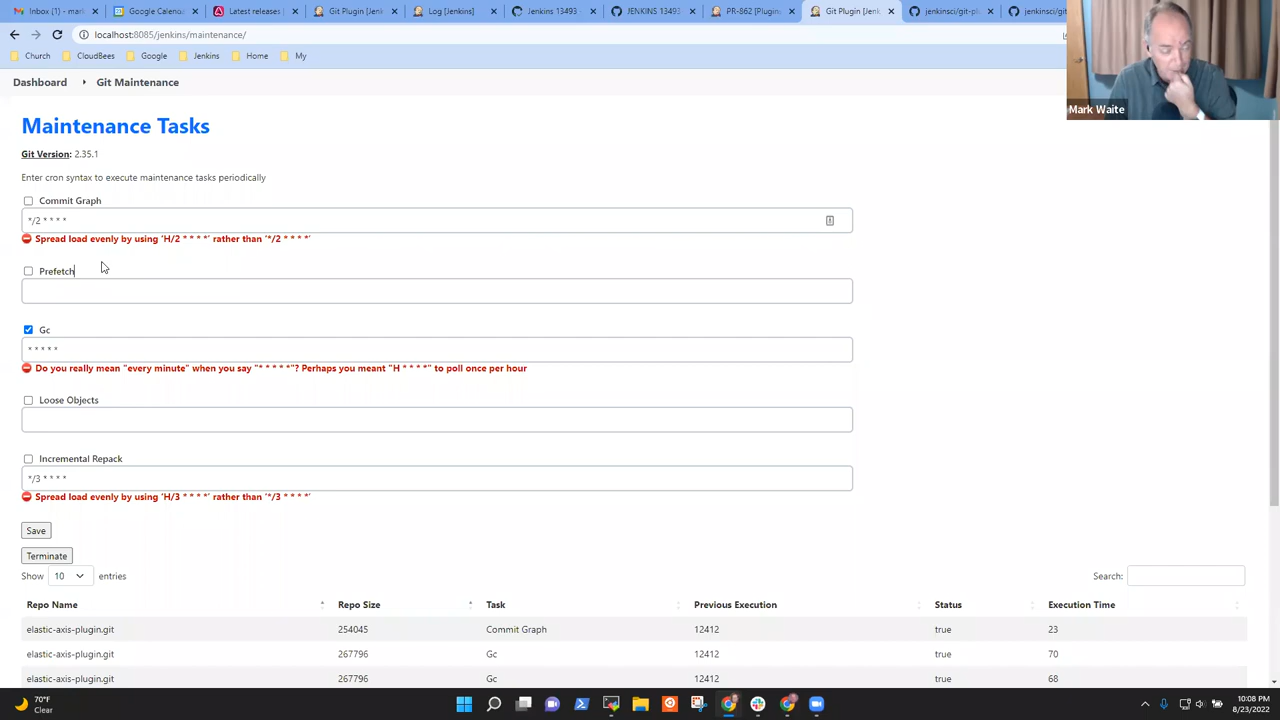 Inbox (1) - mark
Google Calenda
Latest releases
Git Plugin [Jenk
Log [Jenkins]
Jenkins 13493
JENKINS 13493
PR-862 [Plugins
Git Plugin [Jenk
jenkinsci/git-pl
jenkinsci/git
localhost:8085/jenkins/maintenance/
Church
CloudBees
Google
Jenkins
Home
My
Mark Waite
Dashboard
Git Maintenance
Maintenance Tasks
Git Version: 2.35.1
Enter cron syntax to execute maintenance tasks periodically
Commit Graph
*/2 * * * *
Spread load evenly by using ‘H/2 * * * *’ rather than ‘*/2 * * * *’
Prefetch
Gc
* * * * *
Do you really mean "every minute" when you say "* * * * *"? Perhaps you meant "H * * * *" to poll once per hour
Loose Objects
Incremental Repack
*/3 * * * *
Spread load evenly by using ‘H/3 * * * *’ rather than ‘*/3 * * * *’
Save
Terminate
Show 10 entries
Search:
Repo Name Repo Size Task Previous Execution Status Execution Time
elastic-axis-plugin.git 254045 Commit Graph 12412 true 23
elastic-axis-plugin.git 267796 Gc 12412 true 70
elastic-axis-plugin.git 267796 Gc 12412 true 68
70°F
Clear
10:08 PM
8/23/2022